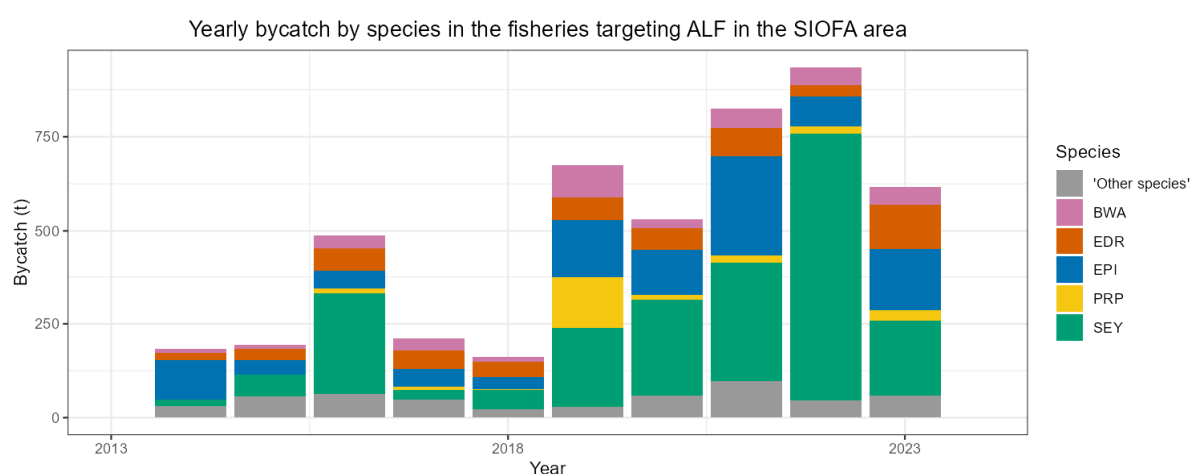 Yearly bycatch by species in the fisheries targeting ALF in the SIOFA area
Bycatch (t)
750
500
250
0
2013
2018
2023
Year
Species
'Other species'
BWA
EDR
EPI
PRP
SEY